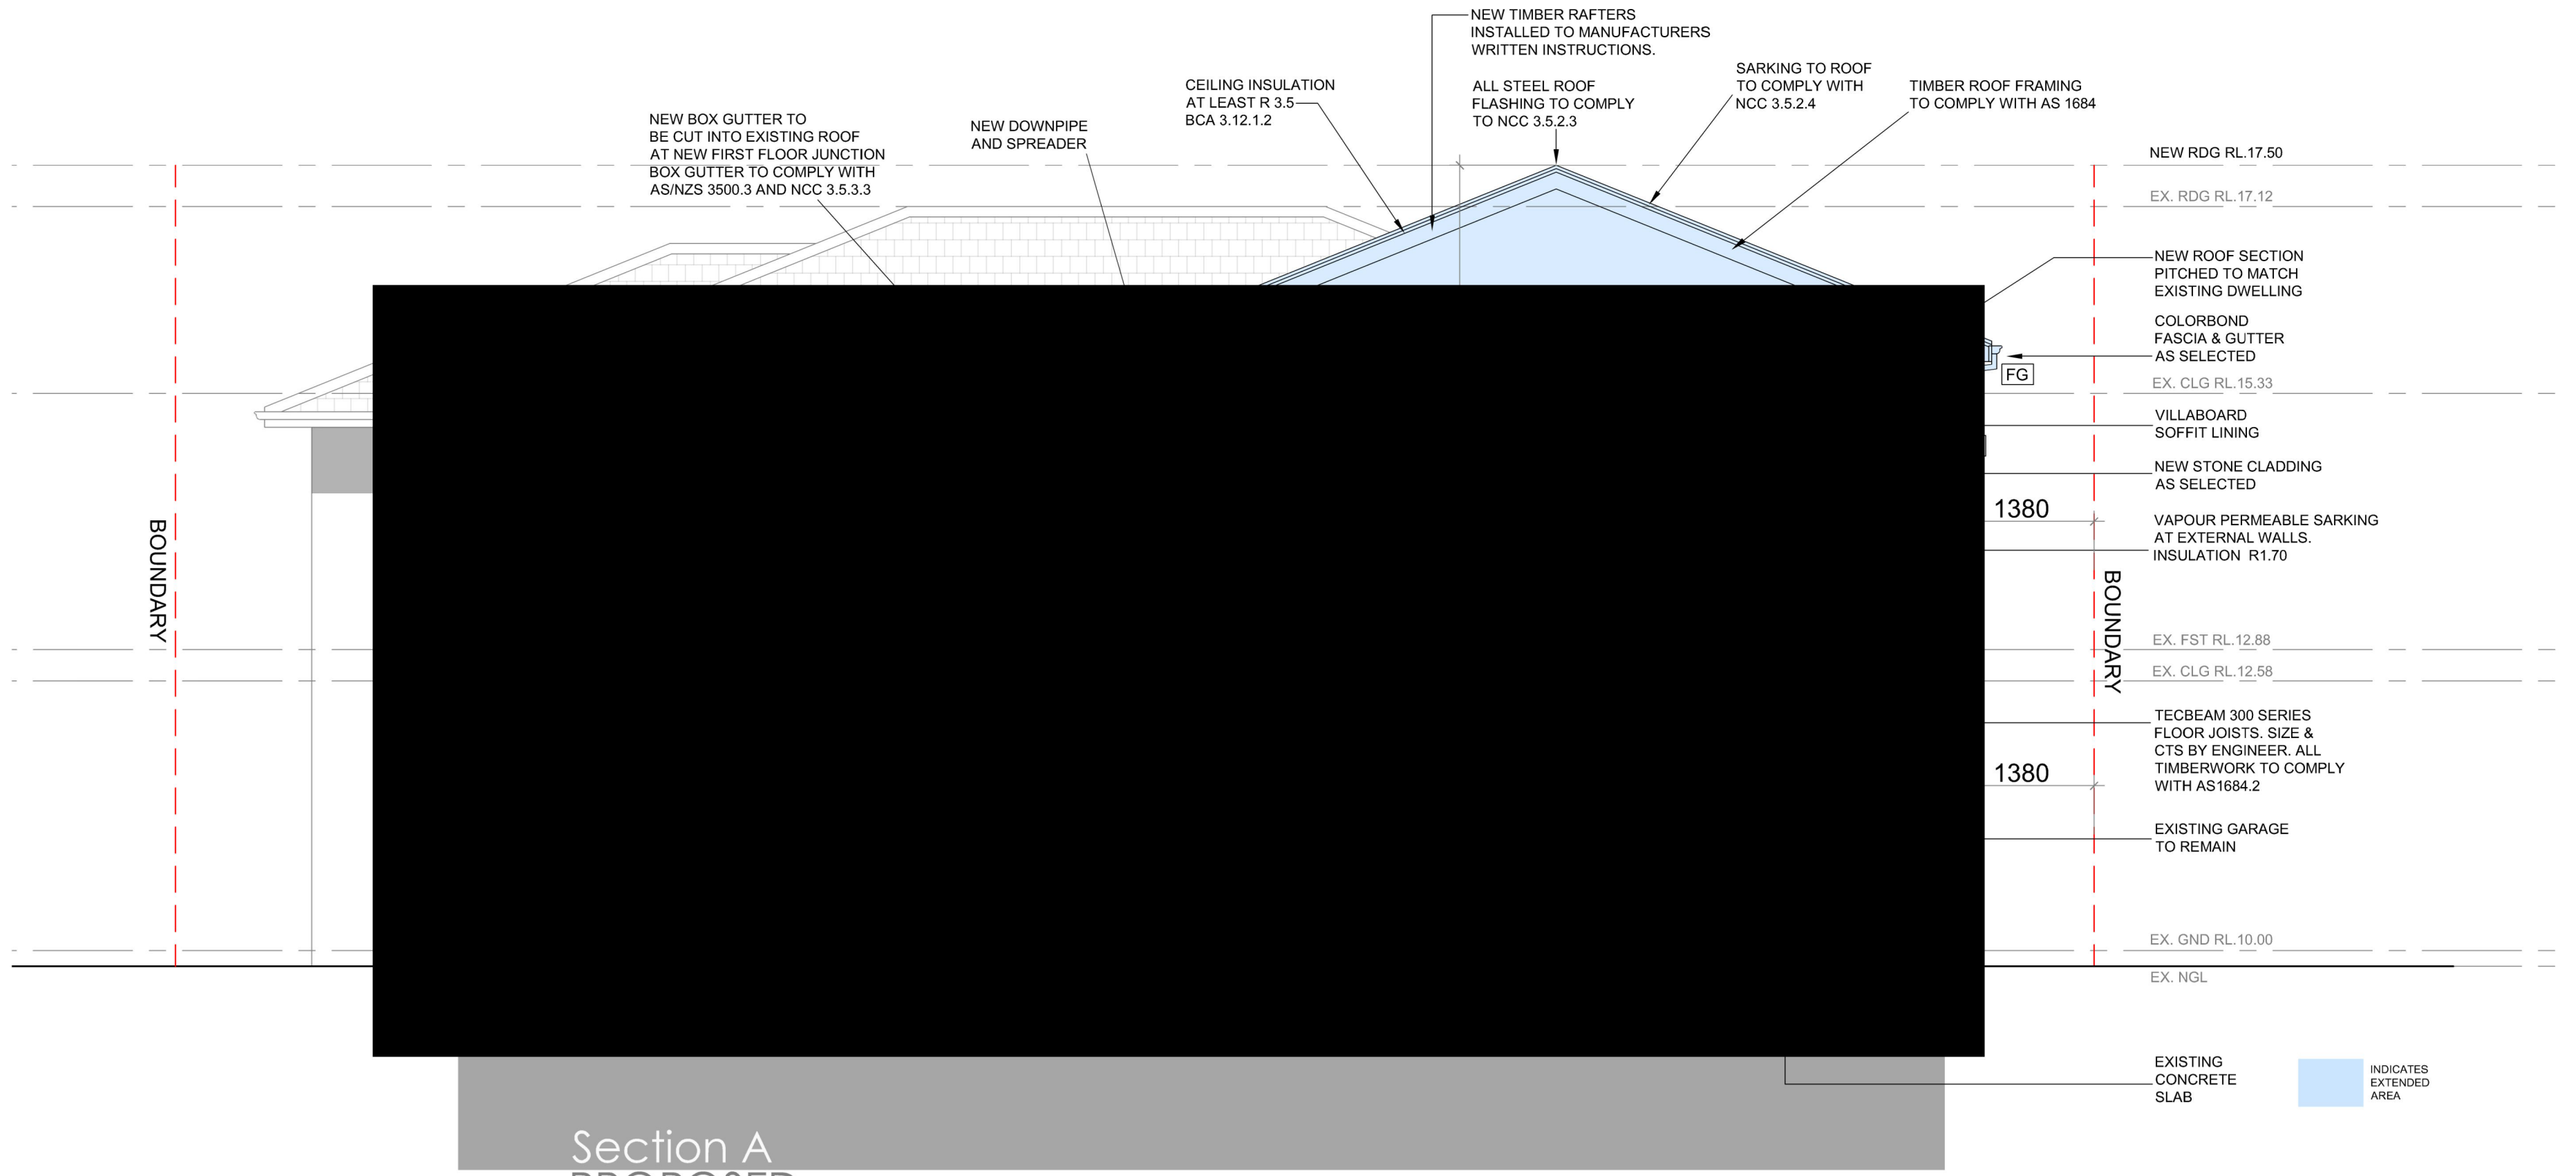 NEW TIMBER RAFTERS
INSTALLED TO MANUFACTURERS
WRITTEN INSTRUCTIONS.
CEILING INSULATION
AT LEAST R 3.5
BCA 3.12.1.2
ALL STEEL ROOF
FLASHING TO COMPLY
TO NCC 3.5.2.3
SARKING TO ROOF
TO COMPLY WITH
NCC 3.5.2.4
TIMBER ROOF FRAMING
TO COMPLY WITH AS 1684
NEW BOX GUTTER TO
BE CUT INTO EXISTING ROOF
AT NEW FIRST FLOOR JUNCTION
BOX GUTTER TO COMPLY WITH
AS/NZS 3500.3 AND NCC 3.5.3.3
NEW DOWNPIPE
AND SPREADER
NEW RDG RL.17.50
EX. RDG RL.17.12
NEW ROOF SECTION
PITCHED TO MATCH
EXISTING DWELLING
COLORBOND
FASCIA & GUTTER
AS SELECTED
FG
EX. CLG RL.15.33
VILLABOARD
SOFFIT LINING
NEW STONE CLADDING
AS SELECTED
1380
VAPOUR PERMEABLE SARKING
AT EXTERNAL WALLS.
INSULATION R1.70
BOUNDARY
BOUNDARY
EX. FST RL.12.88
EX. CLG RL.12.58
TECBEAM 300 SERIES
FLOOR JOISTS. SIZE &
CTS BY ENGINEER. ALL
TIMBERWORK TO COMPLY
WITH AS1684.2
1380
EXISTING GARAGE
TO REMAIN
EX. GND RL.10.00
EX. NGL
EXISTING
CONCRETE
SLAB
INDICATES
EXTENDED
AREA
Section A
PROPOSED